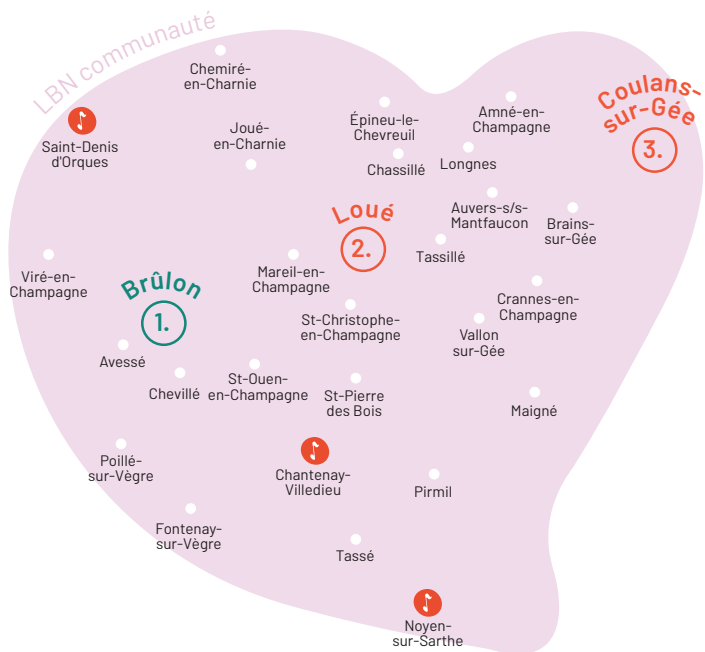 LBN communauté
Chemiré-
en-Charnie
Coulans-
sur-Gée
3.
Épineu-le-
Chevreuil
Amné-en-
Champagne
Saint-Denis
d'Orques
Joué-
en-Charnie
Chassillé
Longnes
Loué
2.
Auvers-s/s-
Mantfaucon
Brains-
sur-Gée
Tassillé
Viré-en-
Champagne
Brûlon
1.
Mareil-en-
Champagne
Crannes-en-
Champagne
St-Christophe-
en-Champagne
Vallon
sur-Gée
Avessé
Chevillé
St-Ouen-
en-Champagne
St-Pierre
des Bois
Maigné
Poillé-
sur-Vègre
Chantenay-
Villedieu
Pirmil
Fontenay-
sur-Vègre
Tassé
Noyen-
sur-Sarthe